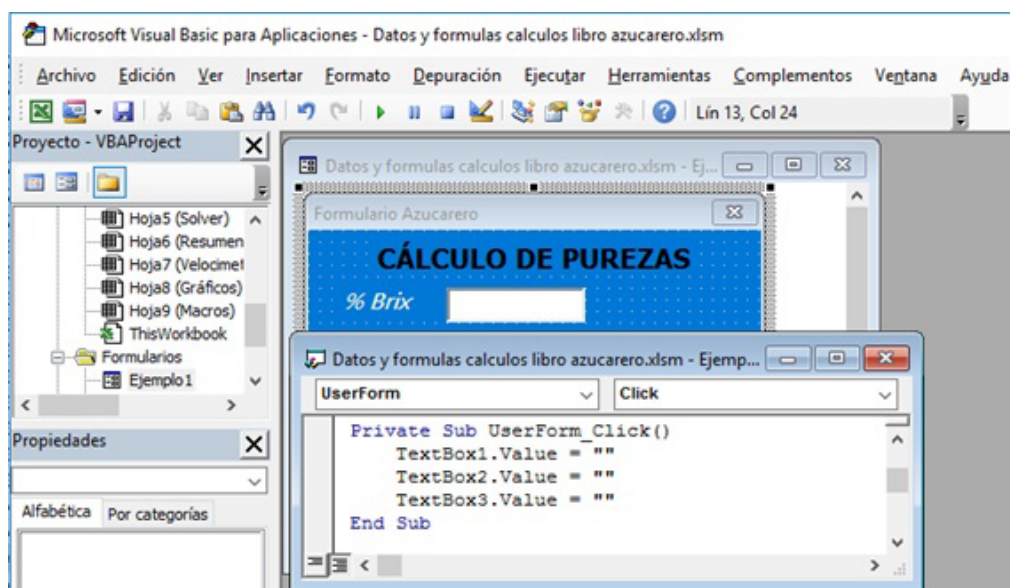 Microsoft Visual Basic para Aplicaciones - Datos y formulas calculos libro azucarero.xlsm
Archivo Edición Ver Insertar Formato Depuración Ejecutar Herramientas Complementos Ventana Ayuda
Lín 13, Col 24
Proyecto - VBAProject
Hoja5 (Solver)
Hoja6 (Resumen
Hoja7 (Velocimet
Hoja8 (Gráficos)
Hoja9 (Macros)
ThisWorkbook
Formularios
Ejemplo1
Propiedades
Alfabética Por categorías
Datos y formulas calculos libro azucarero.xlsm - Ej...
Formulario Azucarero
CÁLCULO DE PUREZAS
% Brix
Datos y formulas calculos libro azucarero.xlsm - Ejemp...
UserForm Click
Private Sub UserForm_Click()
TextBox1.Value = ""
TextBox2.Value = ""
TextBox3.Value = ""
End Sub